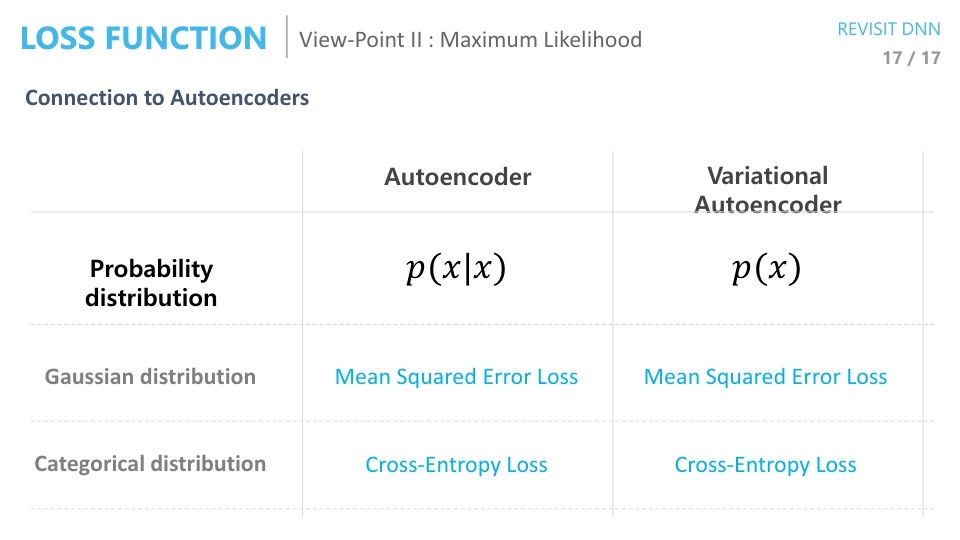 LOSS FUNCTION
View-Point II : Maximum Likelihood
REVISIT DNN
17 / 17
Connection to Autoencoders
Autoencoder
Variational
Autoencoder
Probability
distribution
p(x|x)
p(x)
Gaussian distribution
Mean Squared Error Loss
Mean Squared Error Loss
Categorical distribution
Cross-Entropy Loss
Cross-Entropy Loss